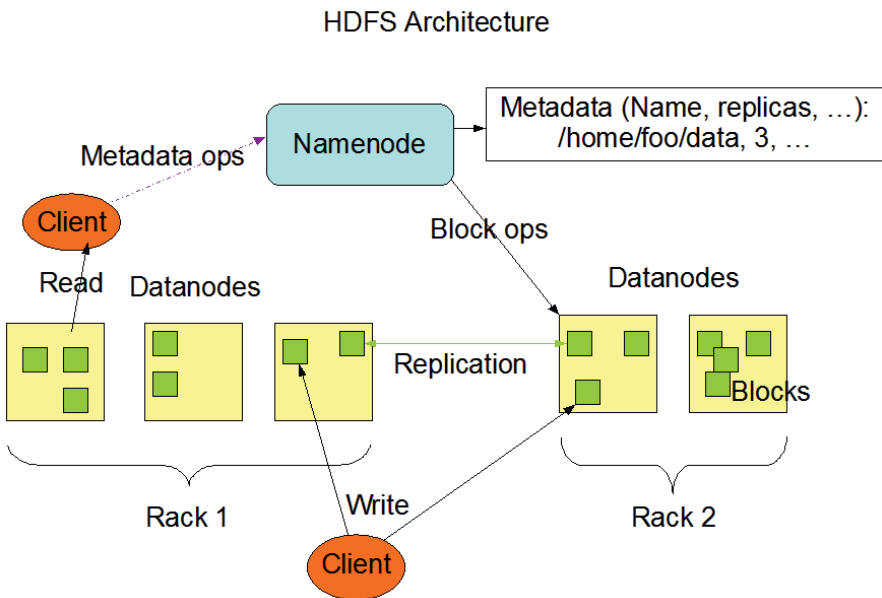 HDFS Architecture
Metadata (Name, replicas, …):
/home/foo/data, 3, …
Namenode
Metadata ops
Client
Block ops
Read
Datanodes
Datanodes
Replication
Blocks
Rack 1
Write
Rack 2
Client